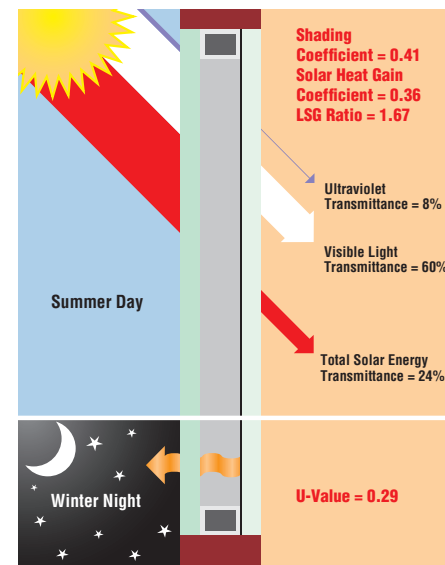 Shading
Coefficient = 0.41
Solar Heat Gain
Coefficient = 0.36
LSG Ratio = 1.67
Ultraviolet
Transmittance = 8%
Visible Light
Transmittance = 60%
Summer Day
Total Solar Energy
Transmittance = 24%
Winter Night
U-Value = 0.29